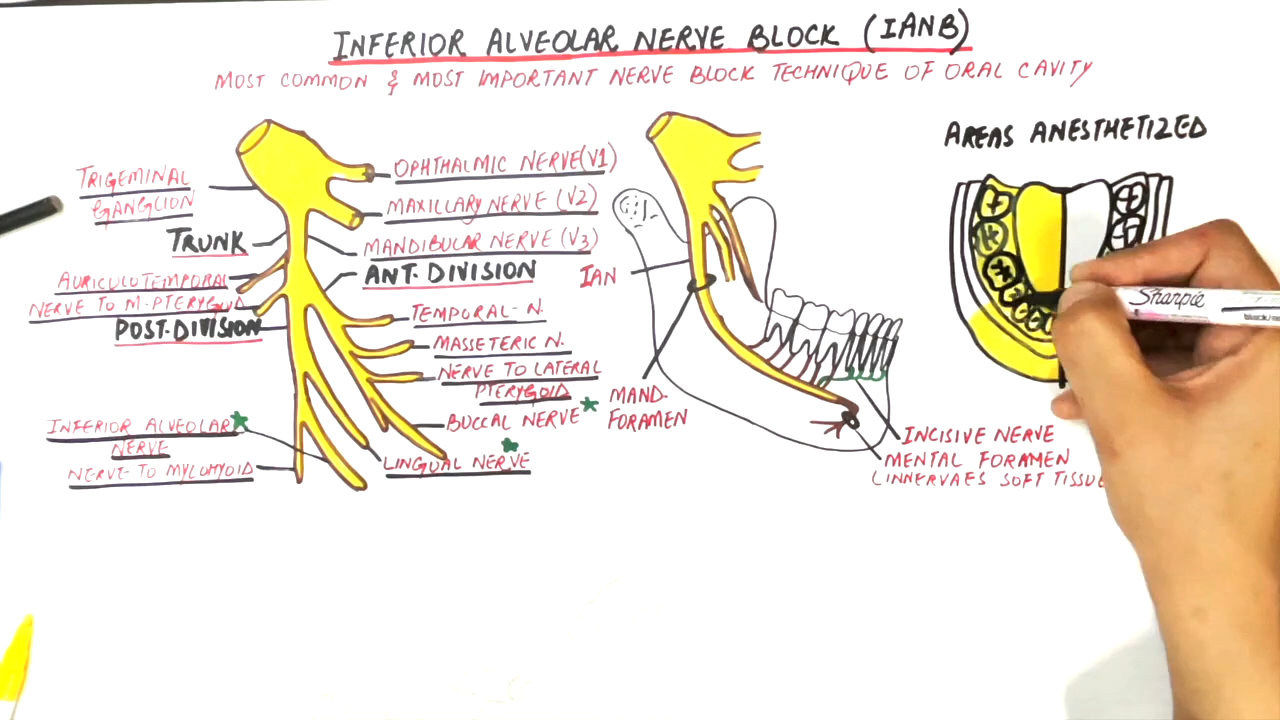 INFERIOR ALVEOLAR NERVE BLOCK (IANB)
MOST COMMON & MOST IMPORTANT NERVE BLOCK TECHNIQUE OF ORAL CAVITY
TRIGEMINAL
GANGLION
TRUNK
AURICULOTEMPORAL
NERVE TO M.PTERYGOID
POST.DIVISION
INFERIOR ALVEOLAR
NERVE
NERVE TO MYLOHYOID
OPHTHALMIC NERVE(V1)
MAXILLARY NERVE (V2)
MANDIBULAR NERVE (V3)
ANT. DIVISION
TEMPORAL - N.
MASSETERIC N.
NERVE TO LATERAL
PTERYGOID
BUCCAL NERVE
LINGUAL NERVE
IAN
MAND.
FORAMEN
INCISIVE NERVE
MENTAL FORAMEN
(INNERVAES SOFT TISSUE
AREAS ANESTHETIZED
Sharpie